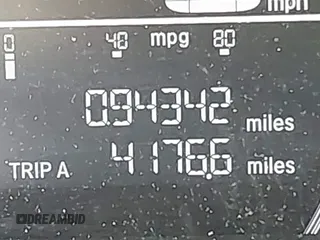 mph
0 48 mpg 80
094342 miles
TRIP A 4176.6 miles
DREAMBID